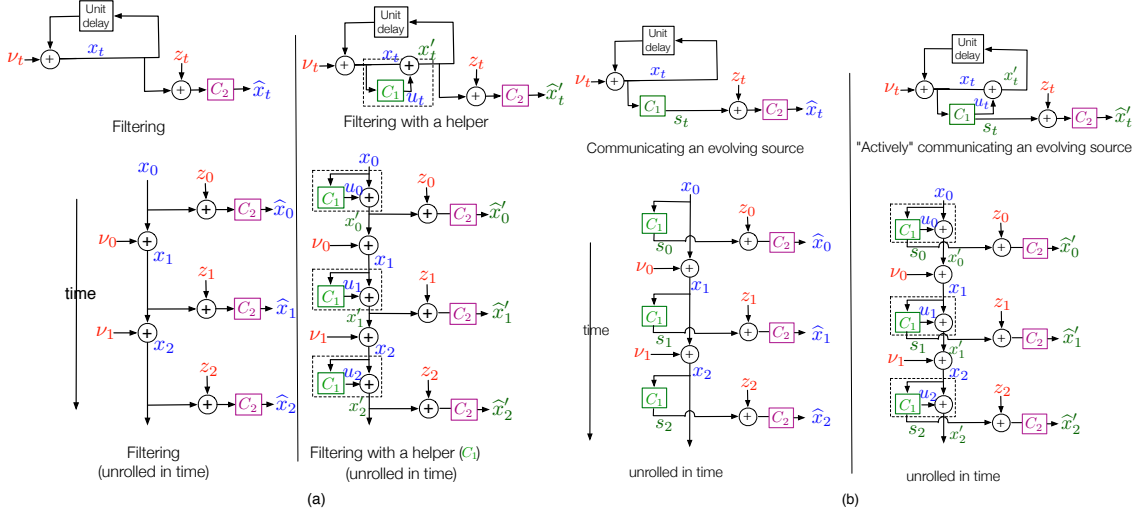 Unit
delay
ν_t
x_t
z_t
C_2
x̂_t
Filtering
Unit
delay
ν_t
x_t
x'_t
C_1
u_t
z_t
C_2
x̂'_t
Filtering with a helper
Unit
delay
ν_t
x_t
C_1
s_t
z_t
C_2
x̂_t
Communicating an evolving source
Unit
delay
ν_t
x_t
x'_t
C_1
u_t
s_t
z_t
C_2
x̂'_t
"Actively" communicating an evolving source
time
x_0
z_0
C_2
x̂_0
ν_0
x_1
z_1
C_2
x̂_1
ν_1
x_2
z_2
C_2
x̂_2
Filtering
(unrolled in time)
x_0
C_1
u_0
x'_0
z_0
C_2
x̂'_0
ν_0
x_1
C_1
u_1
x'_1
z_1
C_2
x̂'_1
ν_1
x_2
C_1
u_2
x'_2
z_2
C_2
x̂'_2
Filtering with a helper (C_1)
(unrolled in time)
(a)
time
x_0
C_1
s_0
z_0
C_2
x̂_0
ν_0
x_1
C_1
s_1
z_1
C_2
x̂_1
ν_1
x_2
C_1
s_2
z_2
C_2
x̂_2
unrolled in time
x_0
C_1
u_0
s_0
x'_0
z_0
C_2
x̂'_0
ν_0
x_1
C_1
u_1
s_1
x'_1
z_1
C_2
x̂'_1
ν_1
x_2
C_1
u_2
s_2
x'_2
z_2
C_2
x̂'_2
unrolled in time
(b)